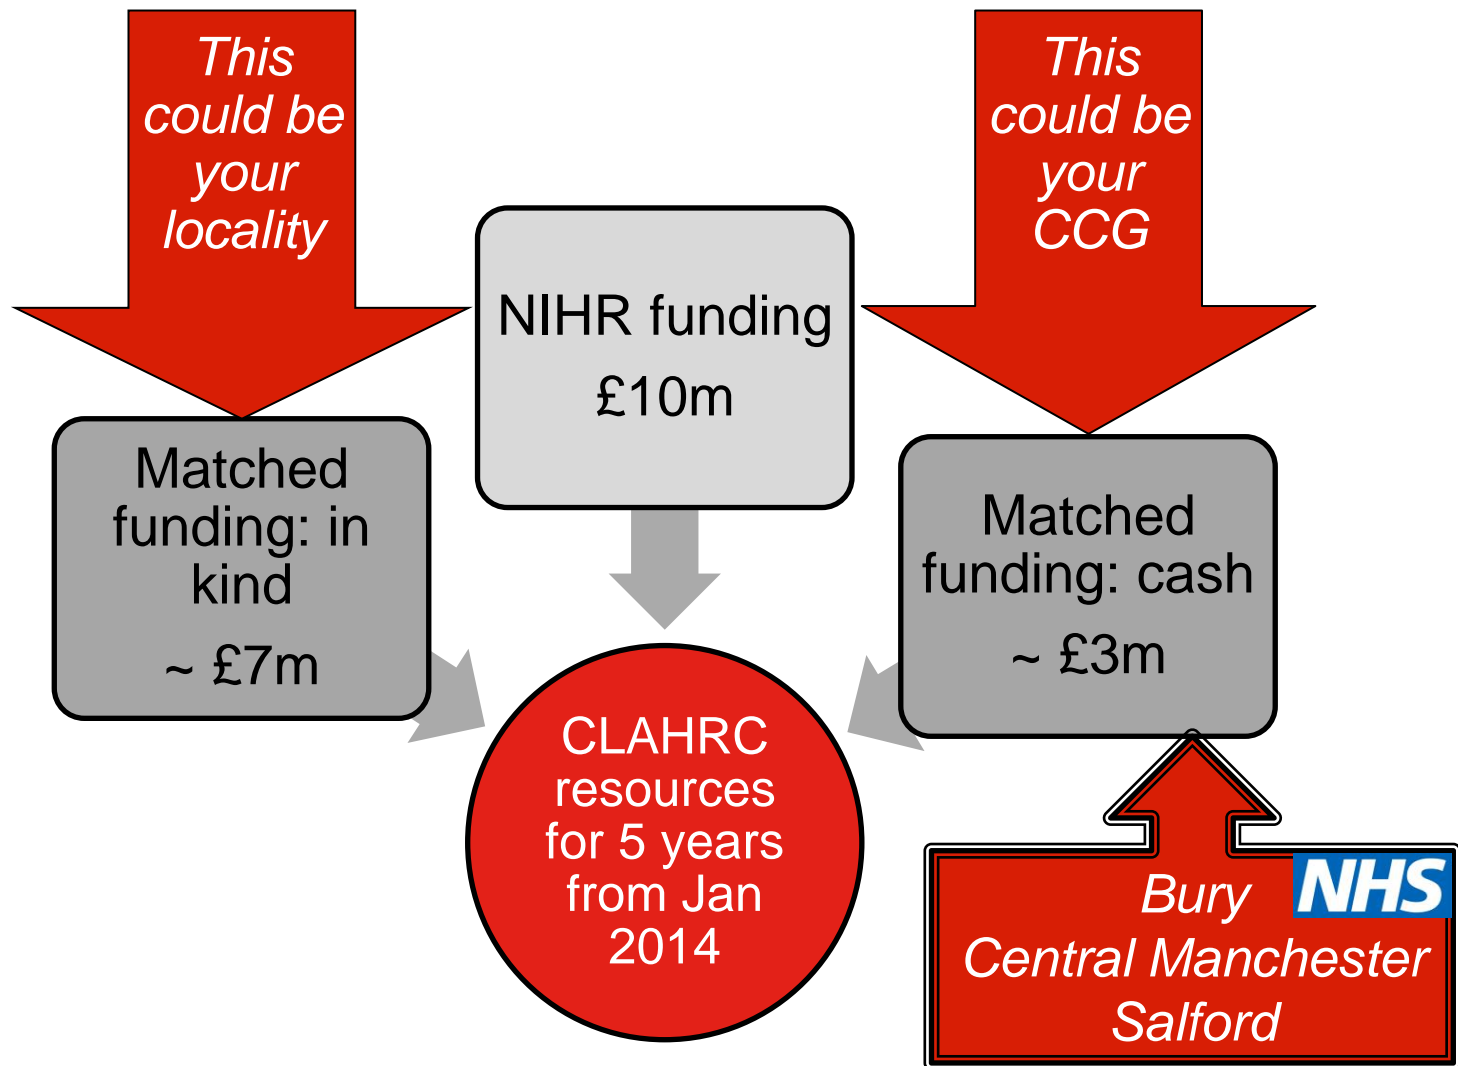 This
could be
your
locality
This
could be
your
CCG
NIHR funding
£10m
Matched
funding: in
kind
~ £7m
Matched
funding: cash
~ £3m
CLAHRC
resources
for 5 years
from Jan
2014
Bury
NHS
Central Manchester
Salford